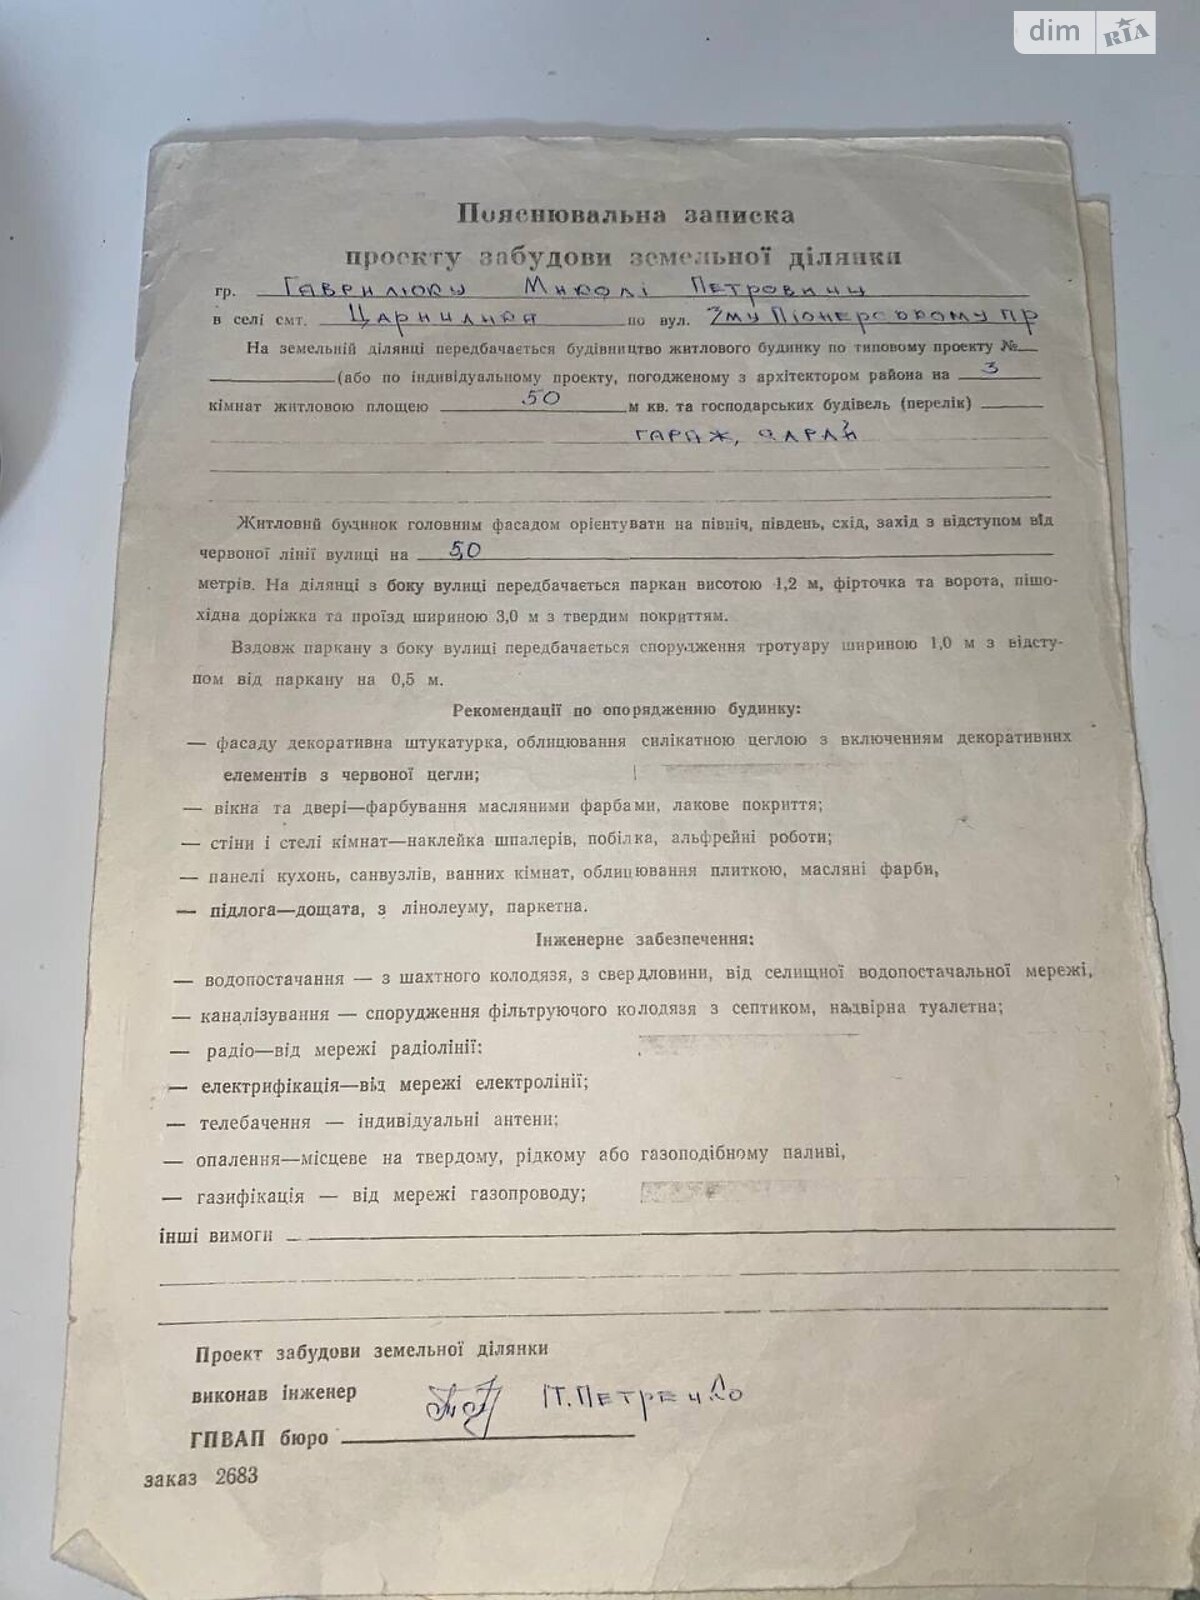 dim RIA
Пояснювальна записка
проекту забудови земельної ділянки
гр. Гаврилюку Миколі Петровичу
в селі смт. по вул. 7му Піонерському пр
На земельній ділянці передбачається будівництво житлового будинку по типовому проекту №
(або по індивідуальному проекту, погодженому з архітектором района на 3
кімнат житловою площею 50 м кв. та господарських будівель (перелік)
гараж, сарай
Житловий будинок головним фасадом орієнтувати на північ, південь, схід, захід з відступом від
червоної лінії вулиці на 5,0
метрів. На ділянці з боку вулиці передбачається паркан висотою 1,2 м, фірточка та ворота, пішо-
хідна доріжка та проїзд шириною 3,0 м з твердим покриттям.
Вздовж паркану з боку вулиці передбачається спорудження тротуару шириною 1,0 м з відсту-
пом від паркану на 0,5 м.
Рекомендації по опорядженню будинку:
— фасаду декоративна штукатурка, облицювання силікатною цеглою з включенням декоративних
елементів з червоної цегли;
— вікна та двері—фарбування масляними фарбами, лакове покриття;
— стіни і стелі кімнат—наклейка шпалерів, побілка, альфрейні роботи;
— панелі кухонь, санвузлів, ванних кімнат, облицювання плиткою, масляні фарби,
— підлога—дощата, з лінолеуму, паркетна.
Інженерне забезпечення:
— водопостачання — з шахтного колодязя, з свердловини, від селищної водопостачальної мережі,
— каналізування — спорудження фільтруючого колодязя з септиком, надвірна туалетна;
— радіо—від мережі радіолінії:
— електрифікація—від мережі електролінії;
— телебачення — індивідуальні антени;
— опалення—місцеве на твердому, рідкому або газоподібному паливі,
— газифікація — від мережі газопроводу;
інші вимоги
Проект забудови земельної ділянки
виконав інженер
ГПВАП бюро
заказ 2683